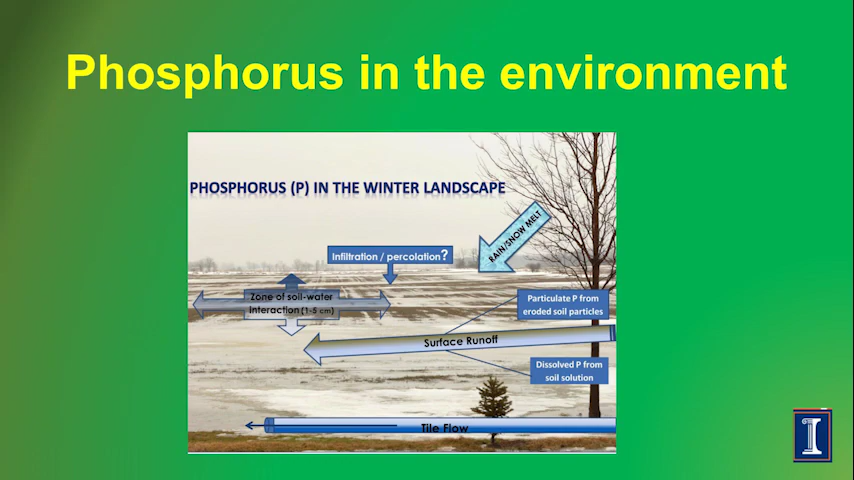 Phosphorus in the environment
PHOSPHORUS (P) IN THE WINTER LANDSCAPE
RAIN/SNOW MELT
Infiltration / percolation?
Zone of soil-water
Interaction (1-5 cm)
Particulate P from
eroded soil particles
Surface Runoff
Dissolved P from
soil solution
Tile Flow
I